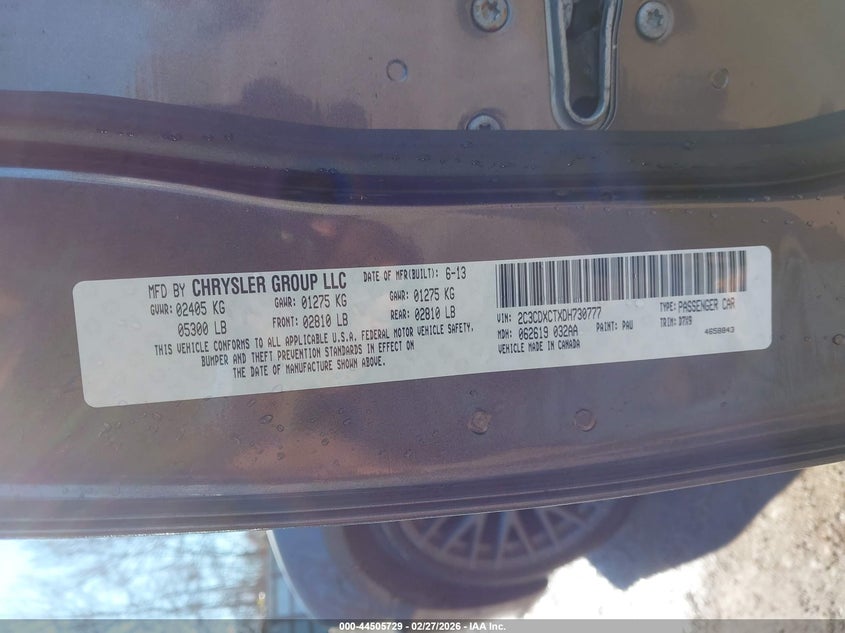 MFD BY CHRYSLER GROUP LLC DATE OF MFR(BUILT): 6-13
GVWR: 02405 KG GAWR: 01275 KG GAWR: 01275 KG
05300 LB FRONT: 02810 LB REAR: 02810 LB
THIS VEHICLE CONFORMS TO ALL APPLICABLE U.S.A. FEDERAL MOTOR VEHICLE SAFETY,
BUMPER AND THEFT PREVENTION STANDARDS IN EFFECT ON
THE DATE OF MANUFACTURE SHOWN ABOVE.
VIN: 2C3CDXCTXDH730777 TYPE: PASSENGER CAR
MDH: 062619 032AA PAINT: PAU TRIM: D7X9
VEHICLE MADE IN CANADA 4658843
000-44505729 — 02/27/2026 — IAA Inc.